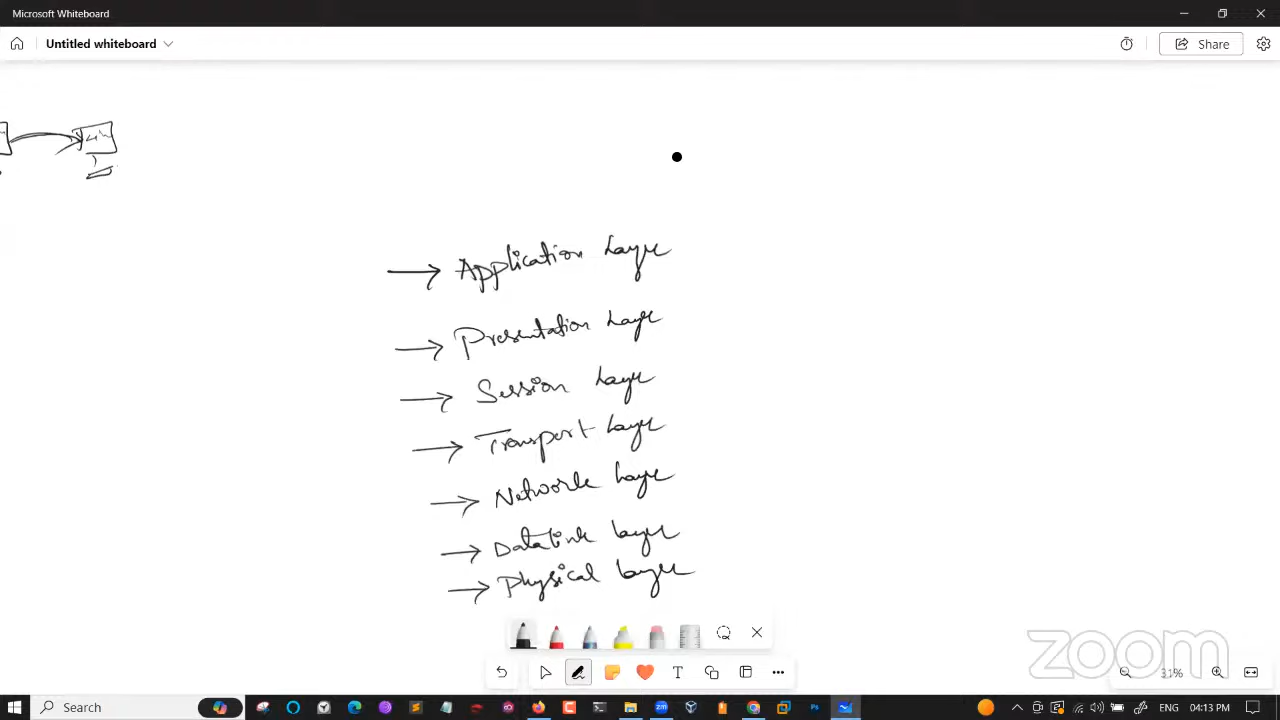 Microsoft Whiteboard
Untitled whiteboard
Share
Application Layer
Presentation Layer
Session Layer
Transport Layer
Network Layer
Datalink layer
Physical layer
zoom
31%
Search
ENG 04:13 PM